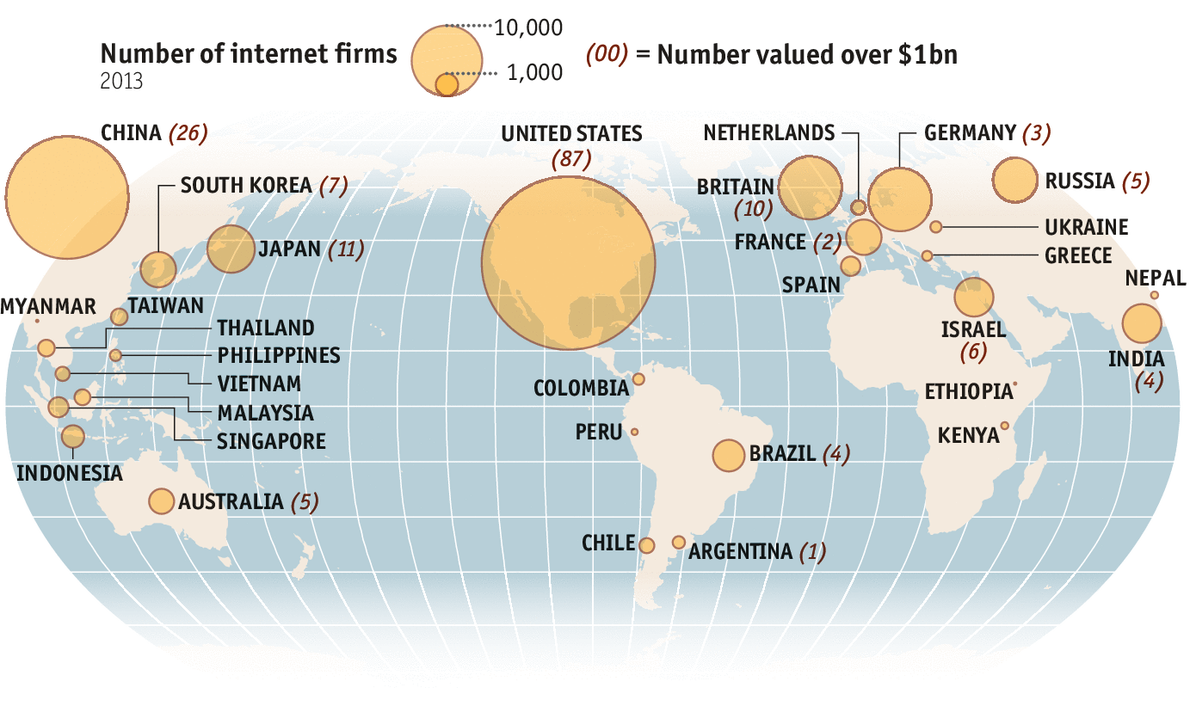 Number of internet firms
2013
10,000
1,000
(00) = Number valued over $1bn
CHINA (26)
UNITED STATES
(87)
NETHERLANDS
GERMANY (3)
SOUTH KOREA (7)
BRITAIN
(10)
RUSSIA (5)
JAPAN (11)
FRANCE (2)
UKRAINE
GREECE
SPAIN
NEPAL
MYANMAR
TAIWAN
THAILAND
ISRAEL
(6)
PHILIPPINES
INDIA
(4)
VIETNAM
COLOMBIA
ETHIOPIA
MALAYSIA
PERU
KENYA
SINGAPORE
BRAZIL (4)
INDONESIA
AUSTRALIA (5)
CHILE
ARGENTINA (1)